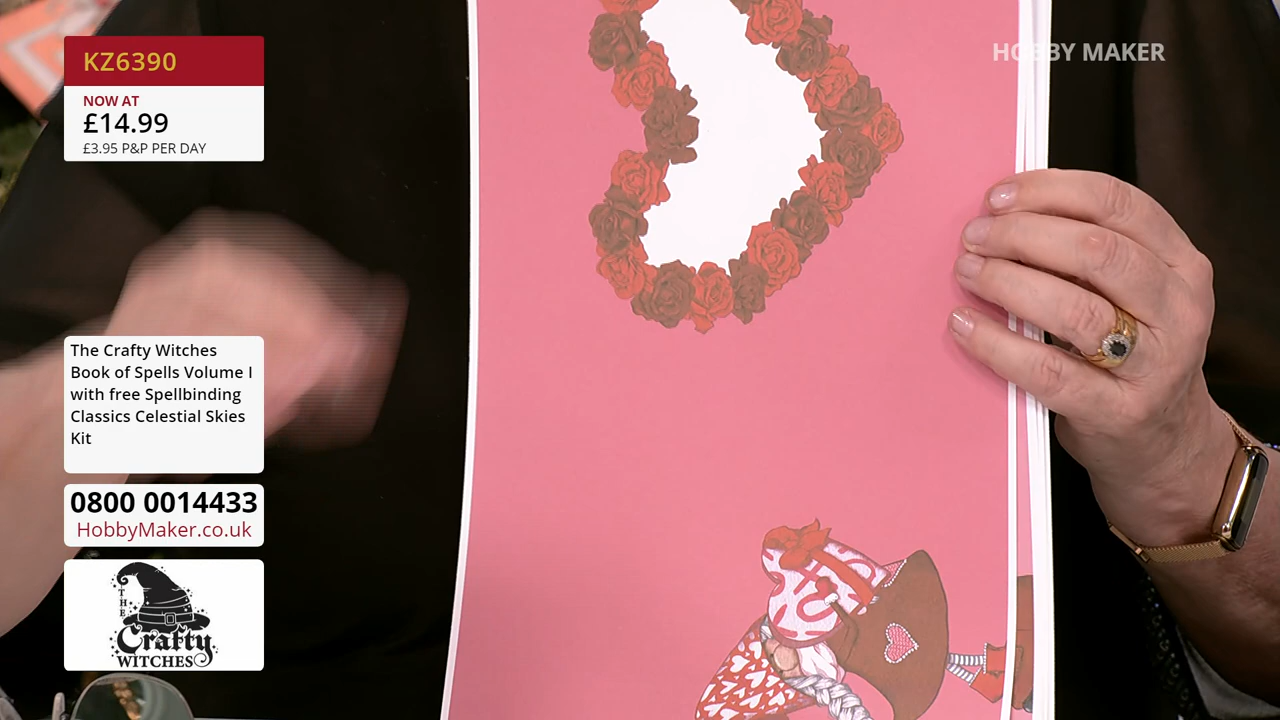 KZ6390
NOW AT
£14.99
£3.95 P&P PER DAY
HOBBY MAKER
The Crafty Witches
Book of Spells Volume I
with free Spellbinding
Classics Celestial Skies
Kit
0800 0014433
HobbyMaker.co.uk
THE
Crafty
WITCHES